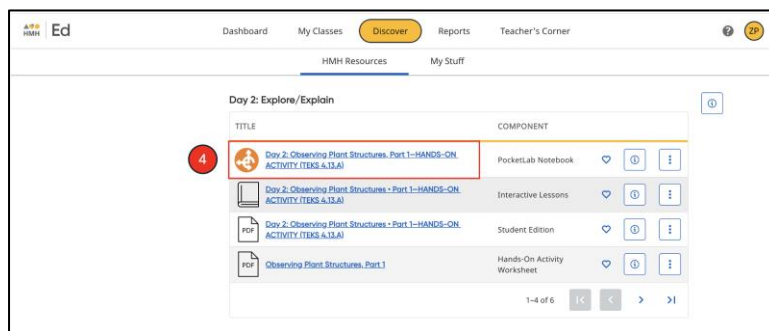 HMH Ed Dashboard My Classes Discover Reports Teacher's Corner ? ZP
HMH Resources My Stuff
Day 2: Explore/Explain
TITLE COMPONENT
4 Day 2: Observing Plant Structures, Part 1—HANDS-ON ACTIVITY (TEKS 4.13.A) PocketLab Notebook
Day 2: Observing Plant Structures - Part 1—HANDS-ON ACTIVITY (TEKS 4.13.A) Interactive Lessons
PDF Day 2: Observing Plant Structures - Part 1—HANDS-ON ACTIVITY (TEKS 4.13.A) Student Edition
PDF Observing Plant Structures, Part 1 Hands-On Activity Worksheet
1–4 of 6